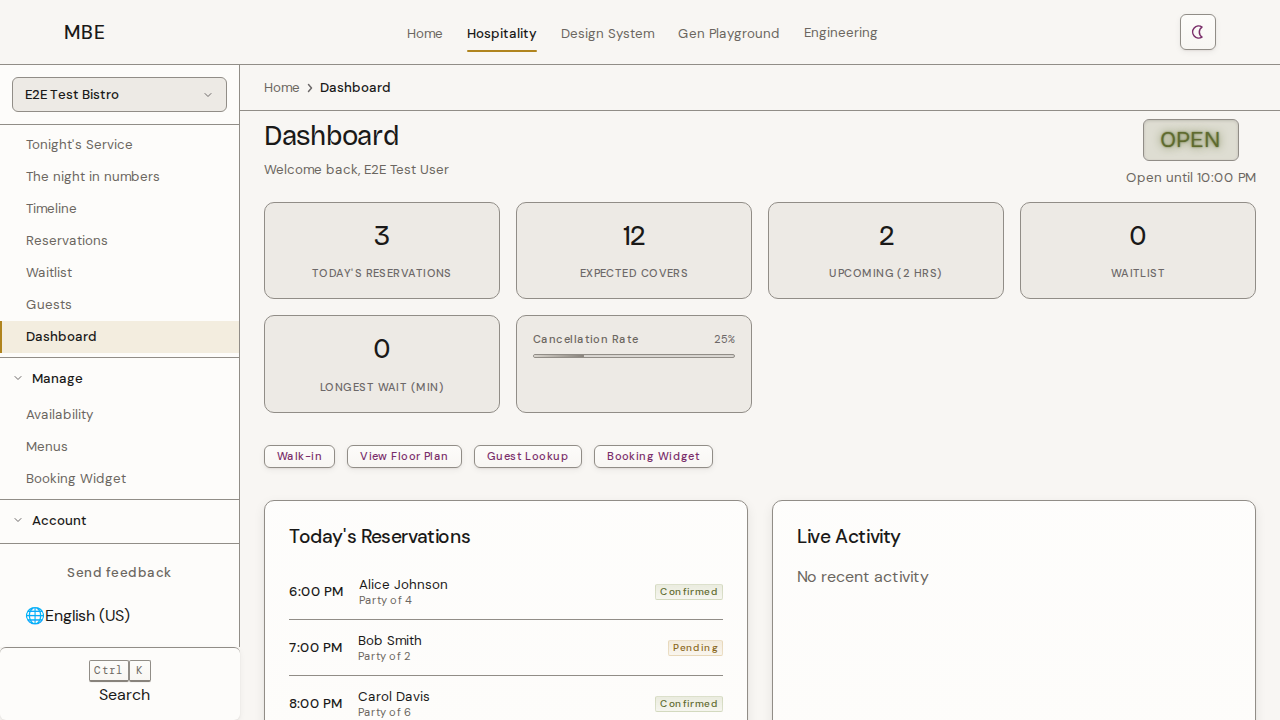 MBE
Home
Hospitality
Design System
Gen Playground
Engineering
E2E Test Bistro
Tonight's Service
The night in numbers
Timeline
Reservations
Waitlist
Guests
Dashboard
Manage
Availability
Menus
Booking Widget
Account
Send feedback
English (US)
Ctrl K
Search
Home > Dashboard
Dashboard
Welcome back, E2E Test User
OPEN
Open until 10:00 PM
3
TODAY'S RESERVATIONS
12
EXPECTED COVERS
2
UPCOMING (2 HRS)
0
WAITLIST
0
LONGEST WAIT (MIN)
Cancellation Rate 25%
Walk-in
View Floor Plan
Guest Lookup
Booking Widget
Today's Reservations
6:00 PM Alice Johnson Confirmed
Party of 4
7:00 PM Bob Smith Pending
Party of 2
8:00 PM Carol Davis Confirmed
Party of 6
Live Activity
No recent activity